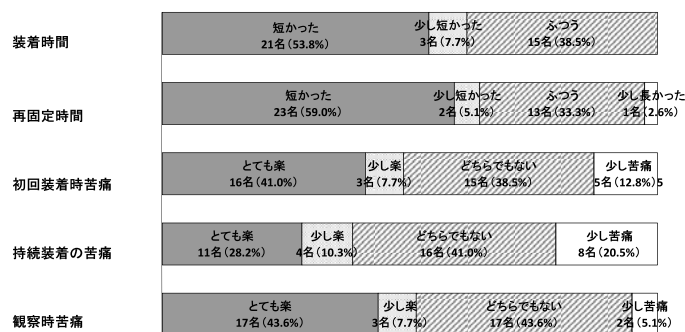 装着時間
短かった 少し短かった ふつう
21名(53.8%) 3名(7.7%) 15名(38.5%)
再固定時間
短かった 少し短かった ふつう 少し長かった
23名(59.0%) 2名(5.1%) 13名(33.3%) 1名(2.6%)
初回装着時苦痛
とても楽 少し楽 どちらでもない 少し苦痛
16名(41.0%) 3名(7.7%) 15名(38.5%) 5名(12.8%)5
持続装着の苦痛
とても楽 少し楽 どちらでもない 少し苦痛
11名(28.2%) 4名(10.3%) 16名(41.0%) 8名(20.5%)
観察時苦痛
とても楽 少し楽 どちらでもない 少し苦痛
17名(43.6%) 3名(7.7%) 17名(43.6%) 2名(5.1%)